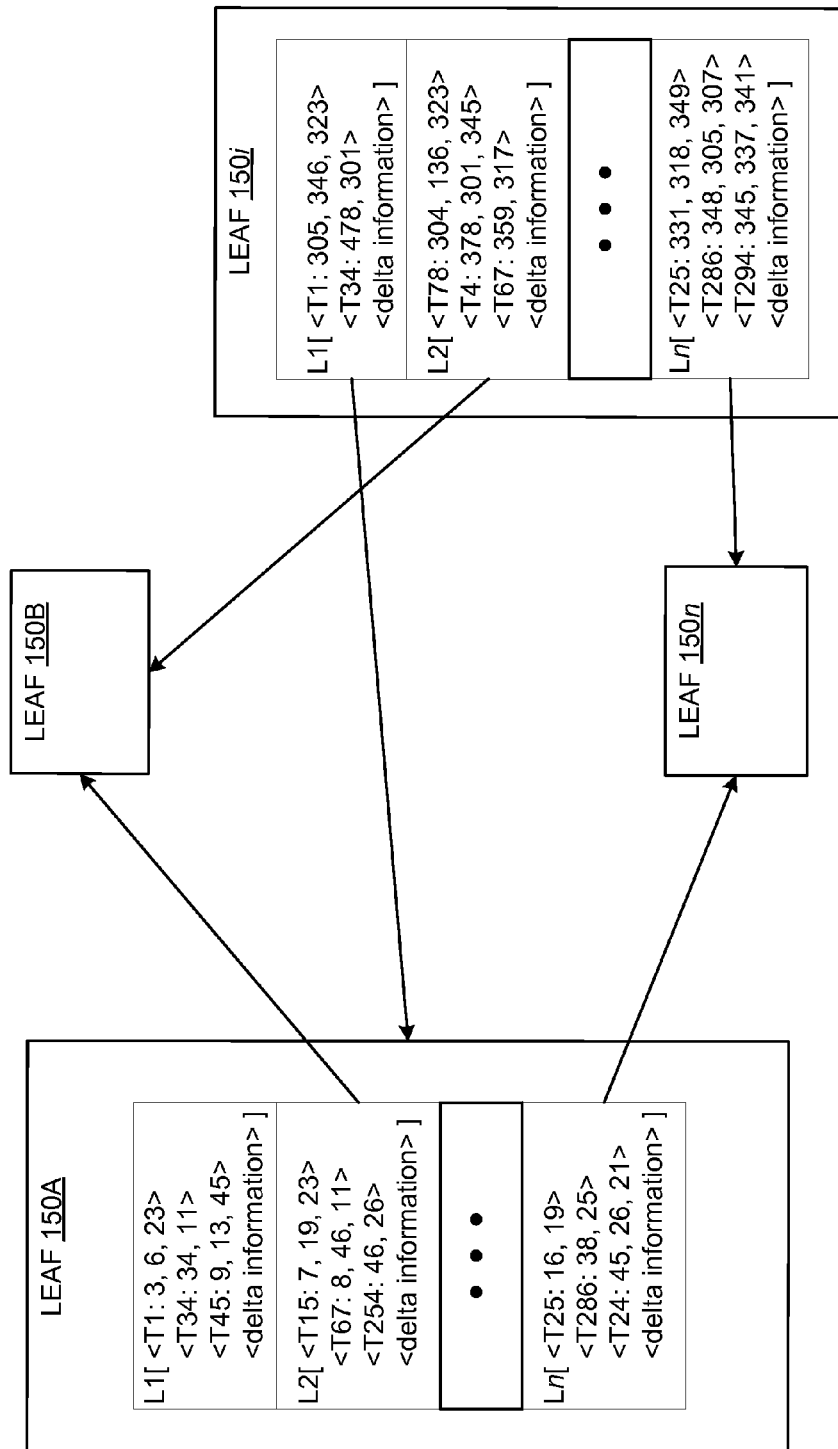 LEAF 150A
L1[ <T1: 3, 6, 23>
<T34: 34, 11>
<T45: 9, 13, 45>
<delta information> ]
L2[ <T15: 7, 19, 23>
<T67: 8, 46, 11>
<T254: 46, 26>
<delta information> ]
Ln[ <T25: 16, 19>
<T286: 38, 25>
<T24: 45, 26, 21>
<delta information> ]
LEAF 150B
LEAF 150n
LEAF 150i
L1[ <T1: 305, 346, 323>
<T34: 478, 301>
<delta information> ]
L2[ <T78: 304, 136, 323>
<T4: 378, 301, 345>
<T67: 359, 317>
<delta information> ]
Ln[ <T25: 331, 318, 349>
<T286: 348, 305, 307>
<T294: 345, 337, 341>
<delta information> ]